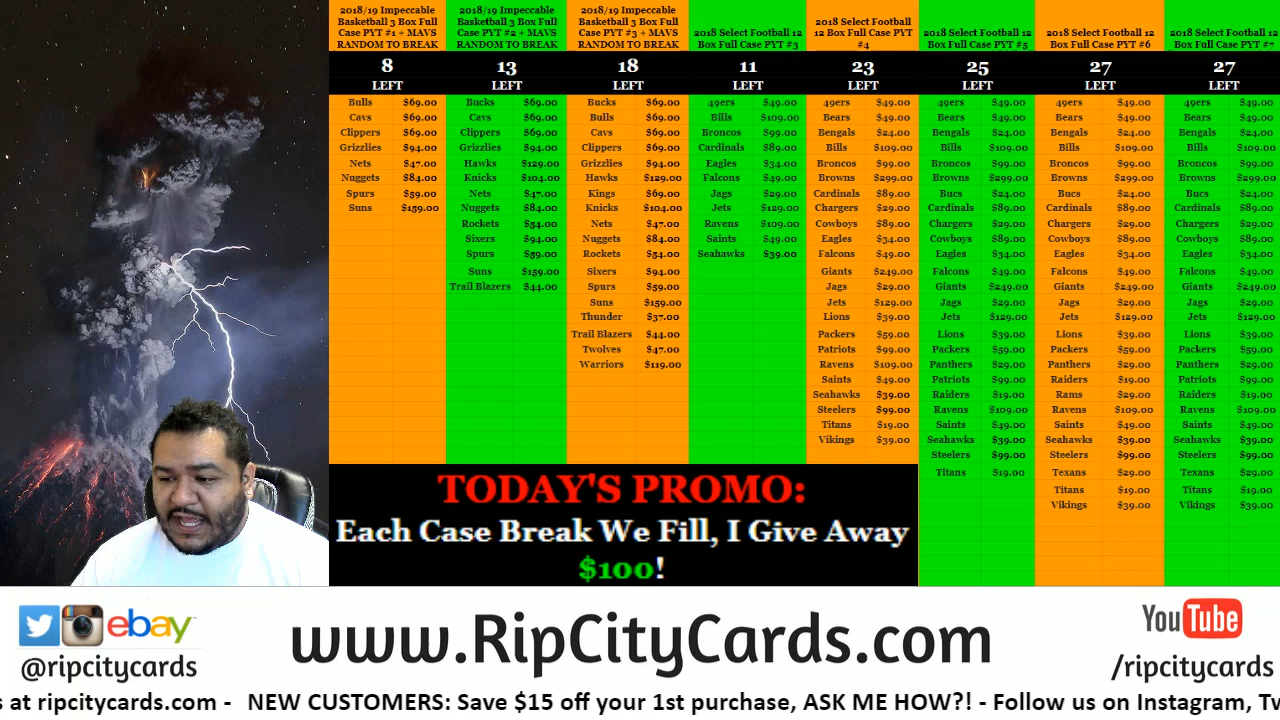 2018/19 Impeccable
Basketball 3 Box Full
Case PYT #1 + MAVS
RANDOM TO BREAK
8
LEFT
Bulls $69.00
Cavs $69.00
Clippers $69.00
Grizzlies $94.00
Nets $47.00
Nuggets $84.00
Spurs $59.00
Suns $159.00
2018/19 Impeccable
Basketball 3 Box Full
Case PYT #2 + MAVS
RANDOM TO BREAK
13
LEFT
Bucks $69.00
Cavs $69.00
Clippers $69.00
Grizzlies $94.00
Hawks $129.00
Knicks $104.00
Nets $47.00
Nuggets $84.00
Rockets $54.00
Sixers $94.00
Spurs $59.00
Suns $159.00
Trail Blazers $44.00
2018/19 Impeccable
Basketball 3 Box Full
Case PYT #3 + MAVS
RANDOM TO BREAK
18
LEFT
Bucks $69.00
Bulls $69.00
Cavs $69.00
Clippers $69.00
Grizzlies $94.00
Hawks $129.00
Kings $69.00
Knicks $104.00
Nets $47.00
Nuggets $84.00
Rockets $54.00
Sixers $94.00
Spurs $59.00
Suns $159.00
Thunder $37.00
Trail Blazers $44.00
Twolves $47.00
Warriors $119.00
2018 Select Football 12
Box Full Case PYT #3
11
LEFT
49ers $49.00
Bills $109.00
Broncos $99.00
Cardinals $89.00
Eagles $34.00
Falcons $49.00
Jags $29.00
Jets $129.00
Ravens $109.00
Saints $49.00
Seahawks $39.00
2018 Select Football
12 Box Full Case PYT
#4
23
LEFT
49ers $49.00
Bears $49.00
Bengals $24.00
Bills $109.00
Broncos $99.00
Browns $299.00
Cardinals $89.00
Chargers $29.00
Cowboys $89.00
Eagles $34.00
Falcons $49.00
Giants $249.00
Jags $29.00
Jets $129.00
Lions $39.00
Packers $59.00
Patriots $99.00
Ravens $109.00
Saints $49.00
Seahawks $39.00
Steelers $99.00
Titans $19.00
Vikings $39.00
2018 Select Football 12
Box Full Case PYT #5
25
LEFT
49ers $49.00
Bears $49.00
Bengals $24.00
Bills $109.00
Broncos $99.00
Browns $299.00
Bucs $24.00
Cardinals $89.00
Chargers $29.00
Cowboys $89.00
Eagles $34.00
Falcons $49.00
Giants $249.00
Jags $29.00
Jets $129.00
Lions $39.00
Packers $59.00
Panthers $29.00
Patriots $99.00
Raiders $19.00
Ravens $109.00
Saints $49.00
Seahawks $39.00
Steelers $99.00
Titans $19.00
2018 Select Football 12
Box Full Case PYT #6
27
LEFT
49ers $49.00
Bears $49.00
Bengals $24.00
Bills $109.00
Broncos $99.00
Browns $299.00
Bucs $24.00
Cardinals $89.00
Chargers $29.00
Cowboys $89.00
Eagles $34.00
Falcons $49.00
Giants $249.00
Jags $29.00
Jets $129.00
Lions $39.00
Packers $59.00
Panthers $29.00
Raiders $19.00
Rams $29.00
Ravens $109.00
Saints $49.00
Seahawks $39.00
Steelers $99.00
Texans $29.00
Titans $19.00
Vikings $39.00
2018 Select Football 12
Box Full Case PYT #7
27
LEFT
49ers $49.00
Bears $49.00
Bengals $24.00
Bills $109.00
Broncos $99.00
Browns $299.00
Bucs $24.00
Cardinals $89.00
Chargers $29.00
Cowboys $89.00
Eagles $34.00
Falcons $49.00
Giants $249.00
Jags $29.00
Jets $129.00
Lions $39.00
Packers $59.00
Panthers $29.00
Patriots $99.00
Raiders $19.00
Ravens $109.00
Saints $49.00
Seahawks $39.00
Steelers $99.00
Texans $29.00
Titans $19.00
Vikings $39.00
TODAY'S PROMO:
Each Case Break We Fill, I Give Away
$100!
ebay
@ripcitycards
www.RipCityCards.com
YouTube
/ripcitycards
s at ripcitycards.com - NEW CUSTOMERS: Save $15 off your 1st purchase, ASK ME HOW?! - Follow us on Instagram, Tw